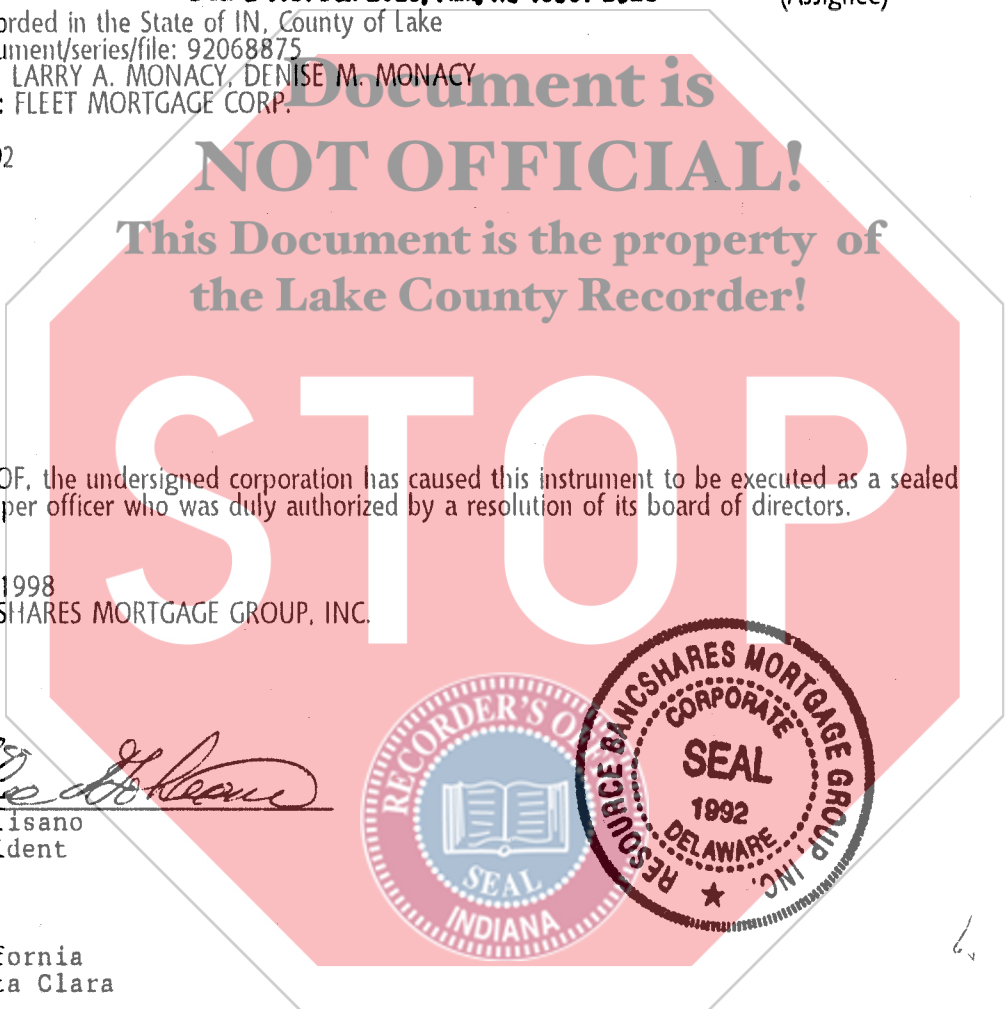 (Assignee)
orded in the State of IN, County of Lake
ument/series/file: 92068875
LARRY A. MONACY, DENISE M. MONACY
: FLEET MORTGAGE CORP.
Document is
92
NOT OFFICIAL!
This Document is the property of
the Lake County Recorder!
STOP
OF, the undersigned corporation has caused this instrument to be executed as a sealed
per officer who was duly authorized by a resolution of its board of directors.
1998
SHARES MORTGAGE GROUP, INC.
RESOURCE BANCSHARES MORTGAGE GROUP, INC.
CORPORATE
SEAL
1992
DELAWARE
RECORDER'S
SEAL
INDIANA
lisano
ident
fornia
ta Clara